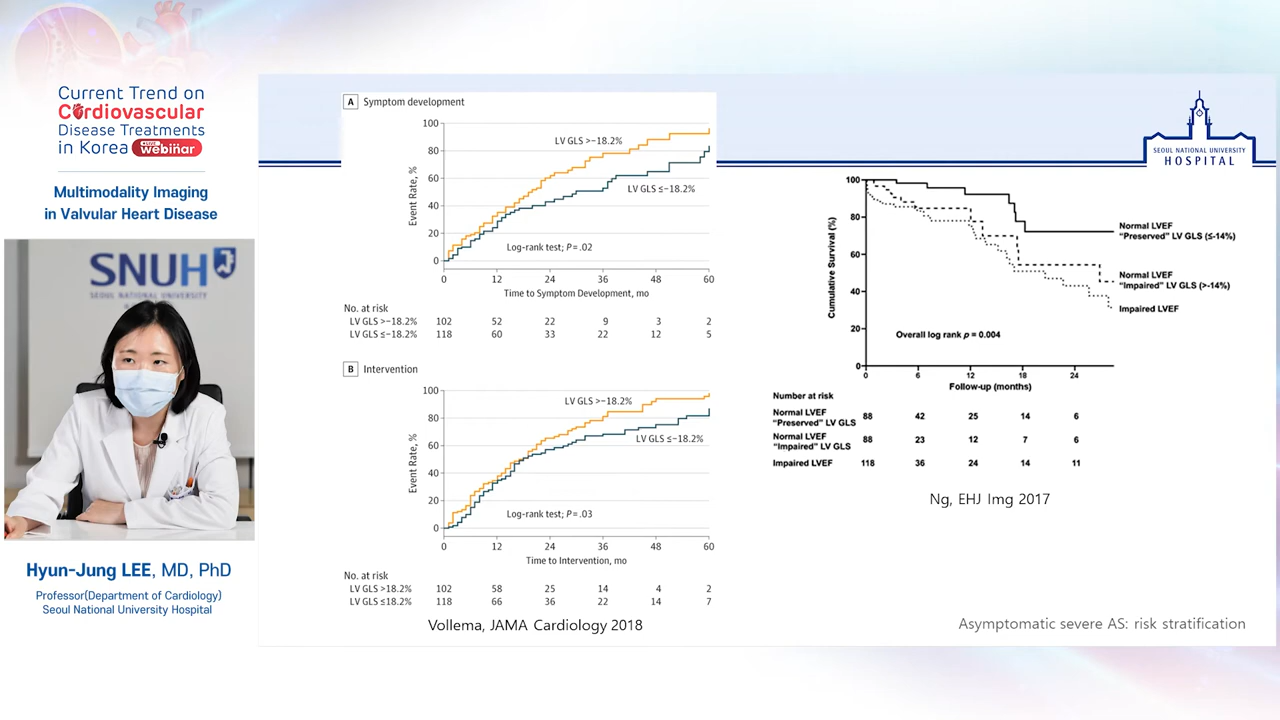 Current Trend on
Cardiovascular
Disease Treatments
in Korea LIVE webinar
Multimodality Imaging
in Valvular Heart Disease
SNUH
SEOUL NATIONAL UNIVERSITY
Hyun-Jung LEE, MD, PhD
Professor(Department of Cardiology)
Seoul National University Hospital
SEOUL NATIONAL UNIVERSITY
HOSPITAL
A Symptom development
100
80
60
40
20
0
Event Rate, %
LV GLS >−18.2%
LV GLS ≤−18.2%
Log-rank test; P=.02
0 12 24 36 48 60
Time to Symptom Development, mo
No. at risk
LV GLS >−18.2% 102 52 22 9 3 2
LV GLS ≤−18.2% 118 60 33 22 12 5
B Intervention
100
80
60
40
20
0
Event Rate, %
LV GLS >−18.2%
LV GLS ≤−18.2%
Log-rank test; P=.03
0 12 24 36 48 60
Time to Intervention, mo
No. at risk
LV GLS >18.2% 102 58 25 14 4 2
LV GLS ≤18.2% 118 66 36 22 14 7
Vollema, JAMA Cardiology 2018
100
80
60
40
20
0
Cumulative Survival (%)
Normal LVEF
"Preserved" LV GLS (≤-14%)
Normal LVEF
"Impaired" LV GLS (>-14%)
Impaired LVEF
Overall log rank p = 0.004
0 6 12 18 24
Follow-up (months)
Number at risk
Normal LVEF
"Preserved" LV GLS 88 42 25 14 6
Normal LVEF
"Impaired" LV GLS 88 23 12 7 6
Impaired LVEF 118 36 24 14 11
Ng, EHJ Img 2017
Asymptomatic severe AS: risk stratification